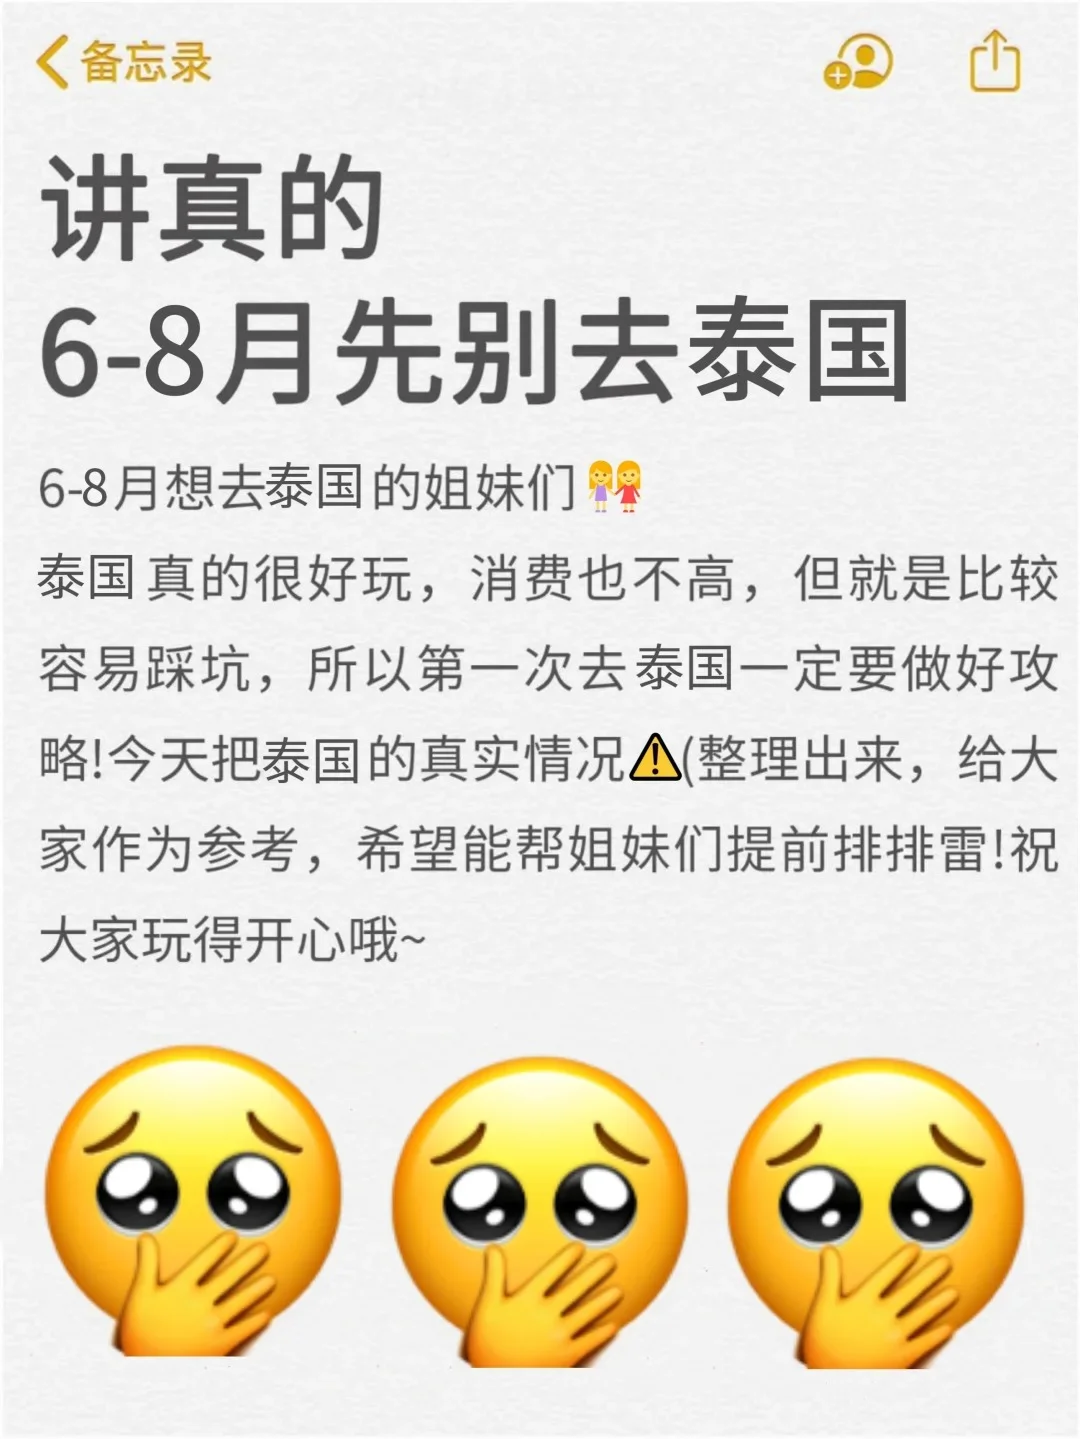 备忘录
讲真的
6-8月先别去泰国
6-8月想去泰国的姐妹们👭
泰国真的很好玩，消费也不高，但就是比较
容易踩坑，所以第一次去泰国一定要做好攻
略!今天把泰国的真实情况⚠️(整理出来，给大
家作为参考，希望能帮姐妹们提前排排雷!祝
大家玩得开心哦~